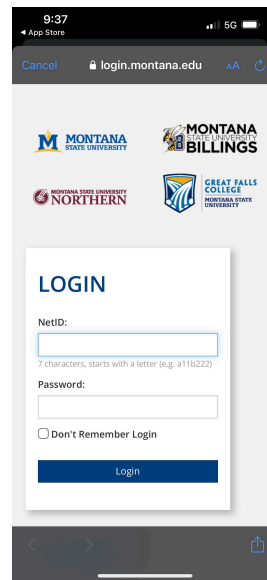 9:37
5G
App Store
Cancel login.montana.edu AA
M MONTANA
STATE UNIVERSITY
MONTANA
STATE UNIVERSITY
BILLINGS
MONTANA STATE UNIVERSITY
NORTHERN
GREAT FALLS
COLLEGE
MONTANA STATE
UNIVERSITY
LOGIN
NetID:
7 characters, starts with a letter (e.g. a11b222)
Password:
Don't Remember Login
Login